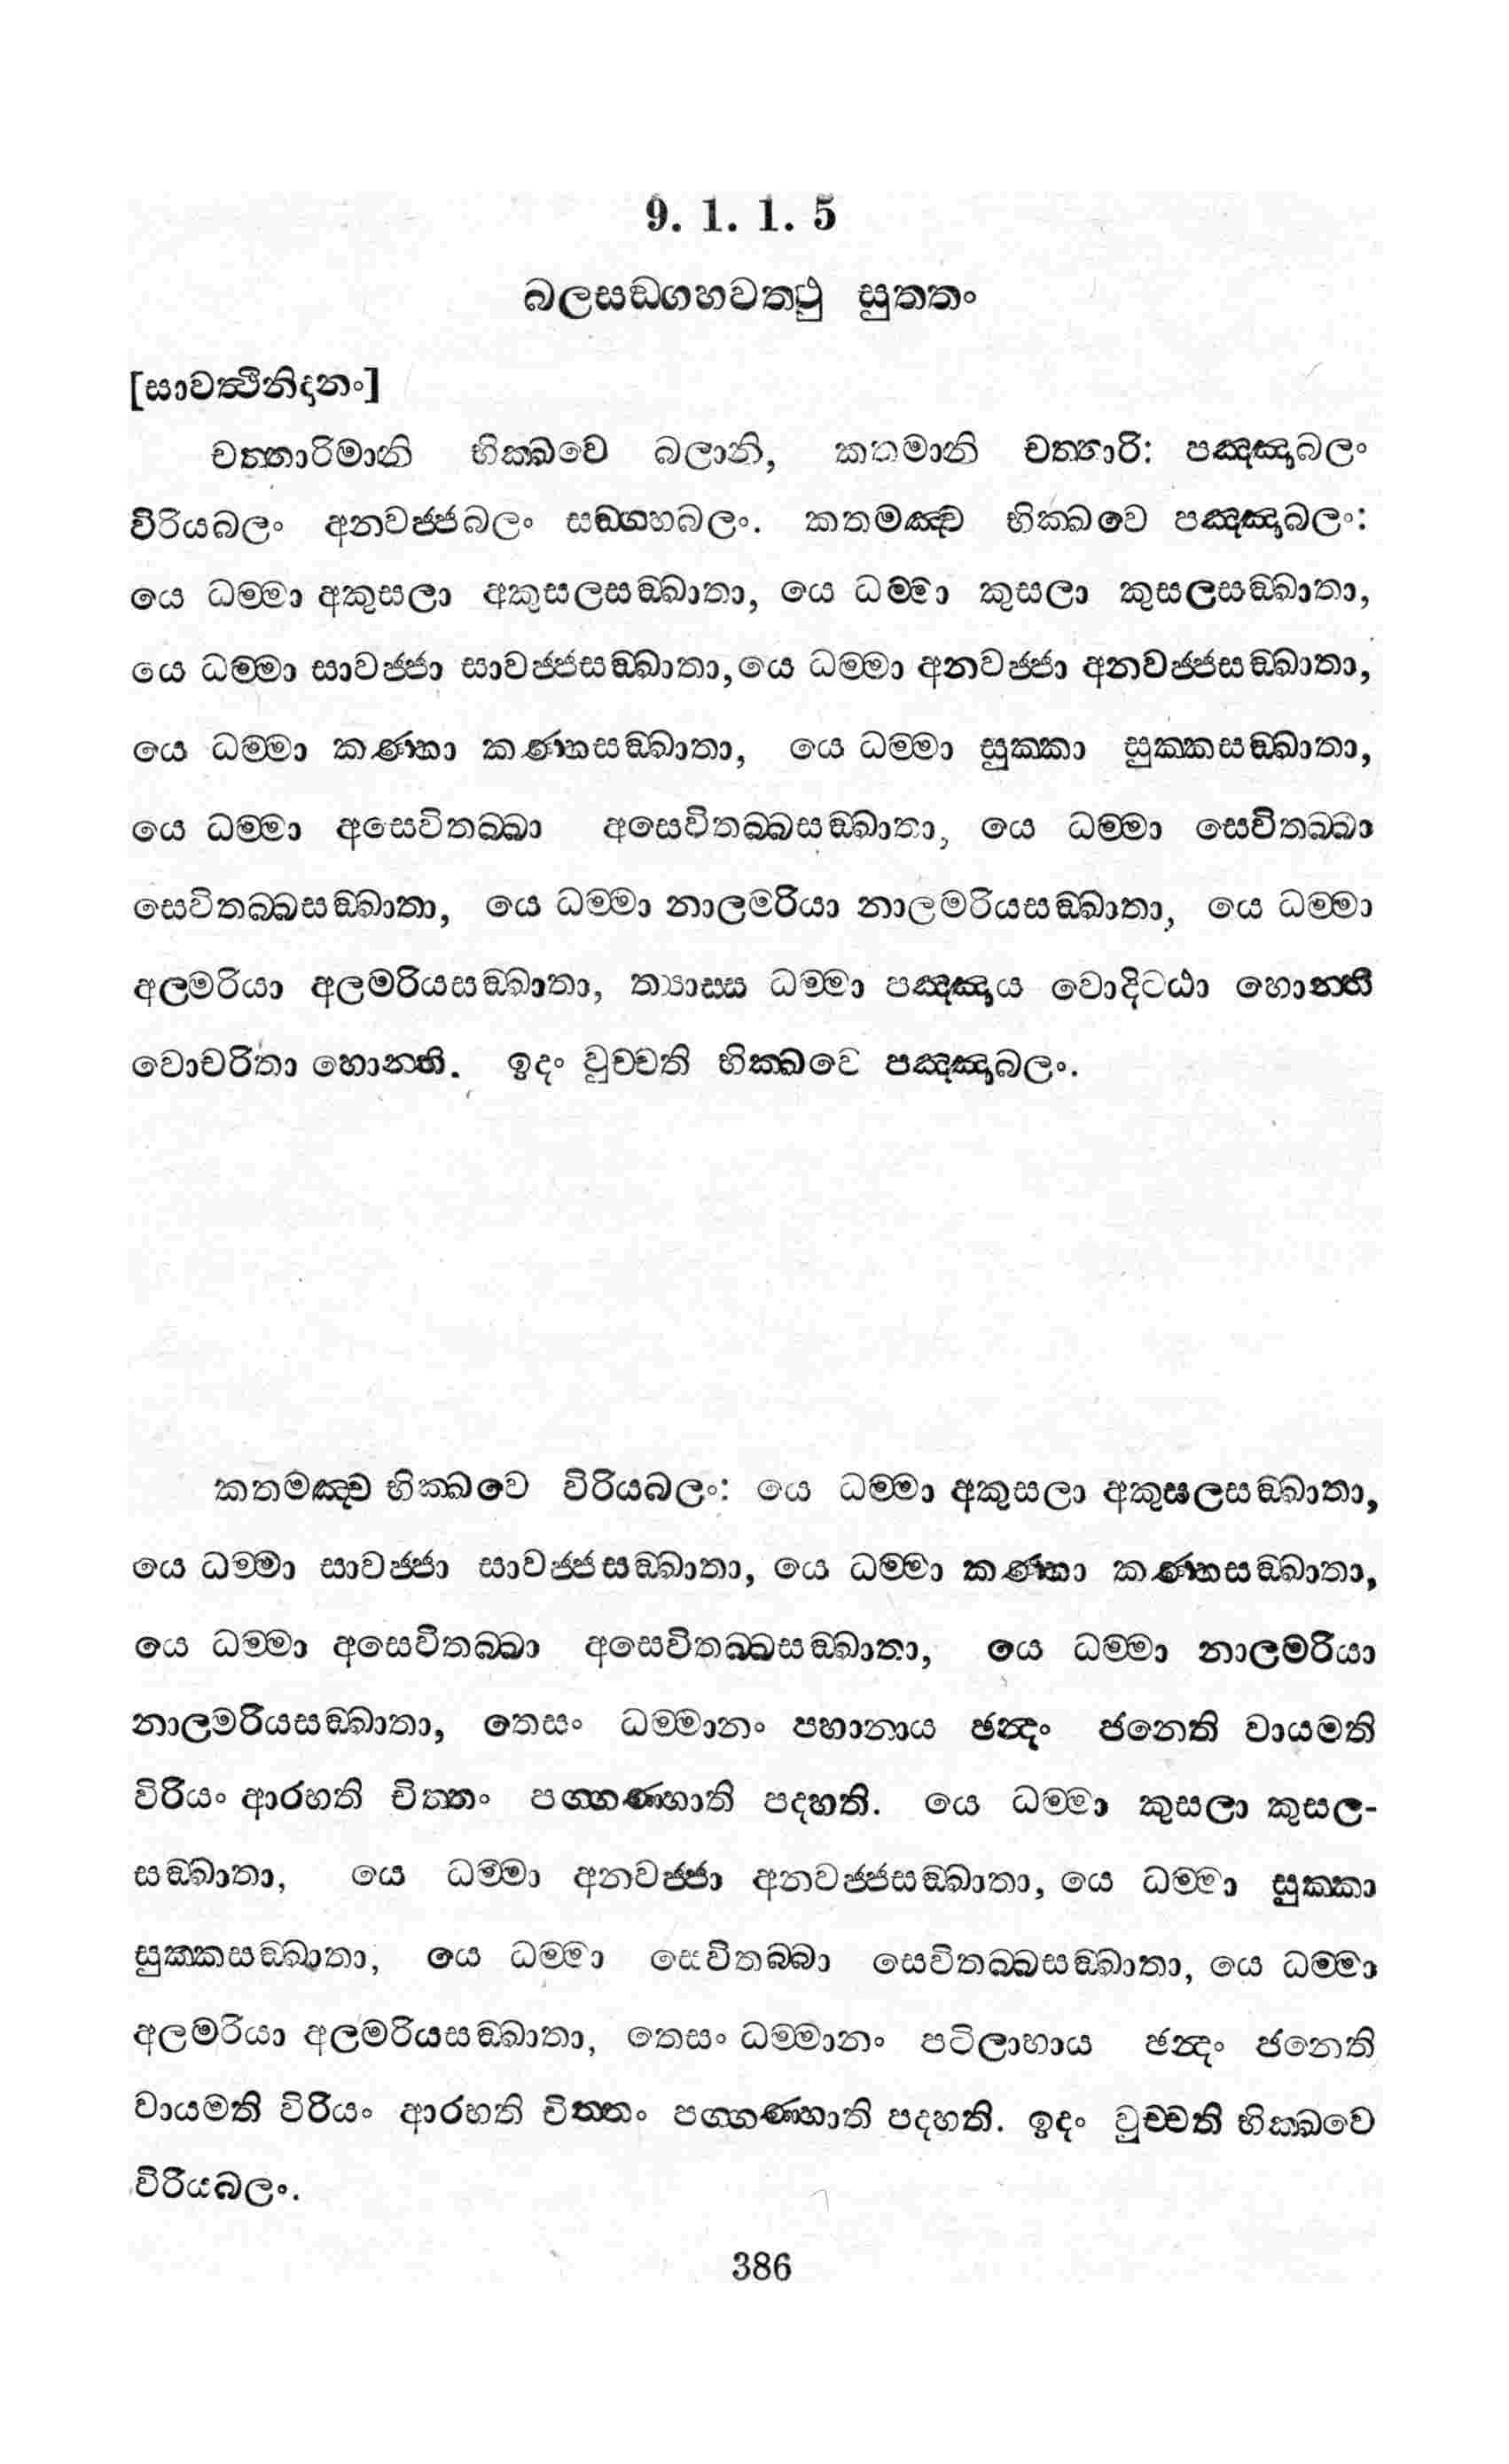 9. 1. 1. 5
බලසඞ්ගහවත්ථු සුත්තං
[සාවත්ථිනිදානං]
චත්තාරිමානි භික්ඛවෙ බලානි, කතමානි චත්තාරි: පඤ්ඤාබලං
විරියබලං අනවජ්ජබලං සඞ්ගහබලං. කතමඤ්ච භික්ඛවෙ පඤ්ඤාබලං:
යෙ ධම්මා අකුසලා අකුසලසඞ්ඛාතා, යෙ ධම්මා කුසලා කුසලසඞ්ඛාතා,
යෙ ධම්මා සාවජ්ජා සාවජ්ජසඞ්ඛාතා, යෙ ධම්මා අනවජ්ජා අනවජ්ජසඞ්ඛාතා,
යෙ ධම්මා කණ්හා කණ්හසඞ්ඛාතා, යෙ ධම්මා සුක්කා සුක්කසඞ්ඛාතා,
යෙ ධම්මා අසෙවිතබ්බා අසෙවිතබ්බසඞ්ඛාතා, යෙ ධම්මා සෙවිතබ්බා
සෙවිතබ්බසඞ්ඛාතා, යෙ ධම්මා නාලමරියා නාලමරියසඞ්ඛාතා, යෙ ධම්මා
අලමරියා අලමරියසඞ්ඛාතා, ත්‍යාස්ස ධම්මා පඤ්ඤාය වොදිට්ඨා හොන්ති
වොචරිතා හොන්ති. ඉදං වුච්චති භික්ඛවෙ පඤ්ඤාබලං.
කතමඤ්ච භික්ඛවෙ විරියබලං: යෙ ධම්මා අකුසලා අකුසලසඞ්ඛාතා,
යෙ ධම්මා සාවජ්ජා සාවජ්ජසඞ්ඛාතා, යෙ ධම්මා කණ්හා කණ්හසඞ්ඛාතා,
යෙ ධම්මා අසෙවිතබ්බා අසෙවිතබ්බසඞ්ඛාතා, යෙ ධම්මා නාලමරියා
නාලමරියසඞ්ඛාතා, තෙසං ධම්මානං පහානාය ඡන්දං ජනෙති වායමති
විරියං ආරභති චිත්තං පග්ගණ්හාති පදහති. යෙ ධම්මා කුසලා කුසල-
සඞ්ඛාතා, යෙ ධම්මා අනවජ්ජා අනවජ්ජසඞ්ඛාතා, යෙ ධම්මා සුක්කා
සුක්කසඞ්ඛාතා, යෙ ධම්මා සෙවිතබ්බා සෙවිතබ්බසඞ්ඛාතා, යෙ ධම්මා
අලමරියා අලමරියසඞ්ඛාතා, තෙසං ධම්මානං පටිලාභාය ඡන්දං ජනෙති
වායමති විරියං ආරභති චිත්තං පග්ගණ්හාති පදහති. ඉදං වුච්චති භික්ඛවෙ
විරියබලං.
386